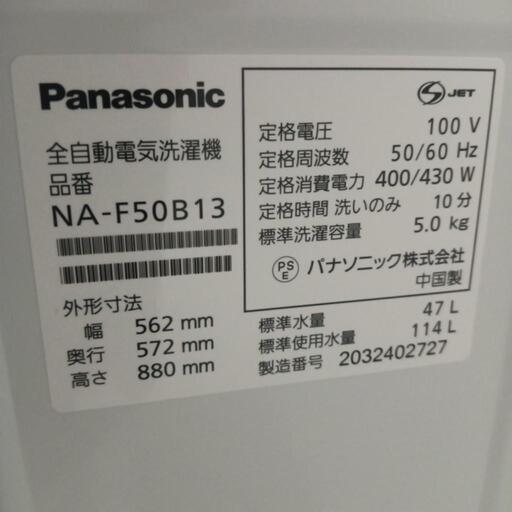 Panasonic
全自動電気洗濯機
品番
NA-F50B13
外形寸法
幅 562 mm
奥行 572 mm
高さ 880 mm
S JET
定格電圧 100 V
定格周波数 50/60 Hz
定格消費電力 400/430 W
定格時間 洗いのみ 10分
標準洗濯容量 5.0 kg
PS
E
パナソニック株式会社
中国製
標準水量 47 L
標準使用水量 114 L
製造番号 2032402727